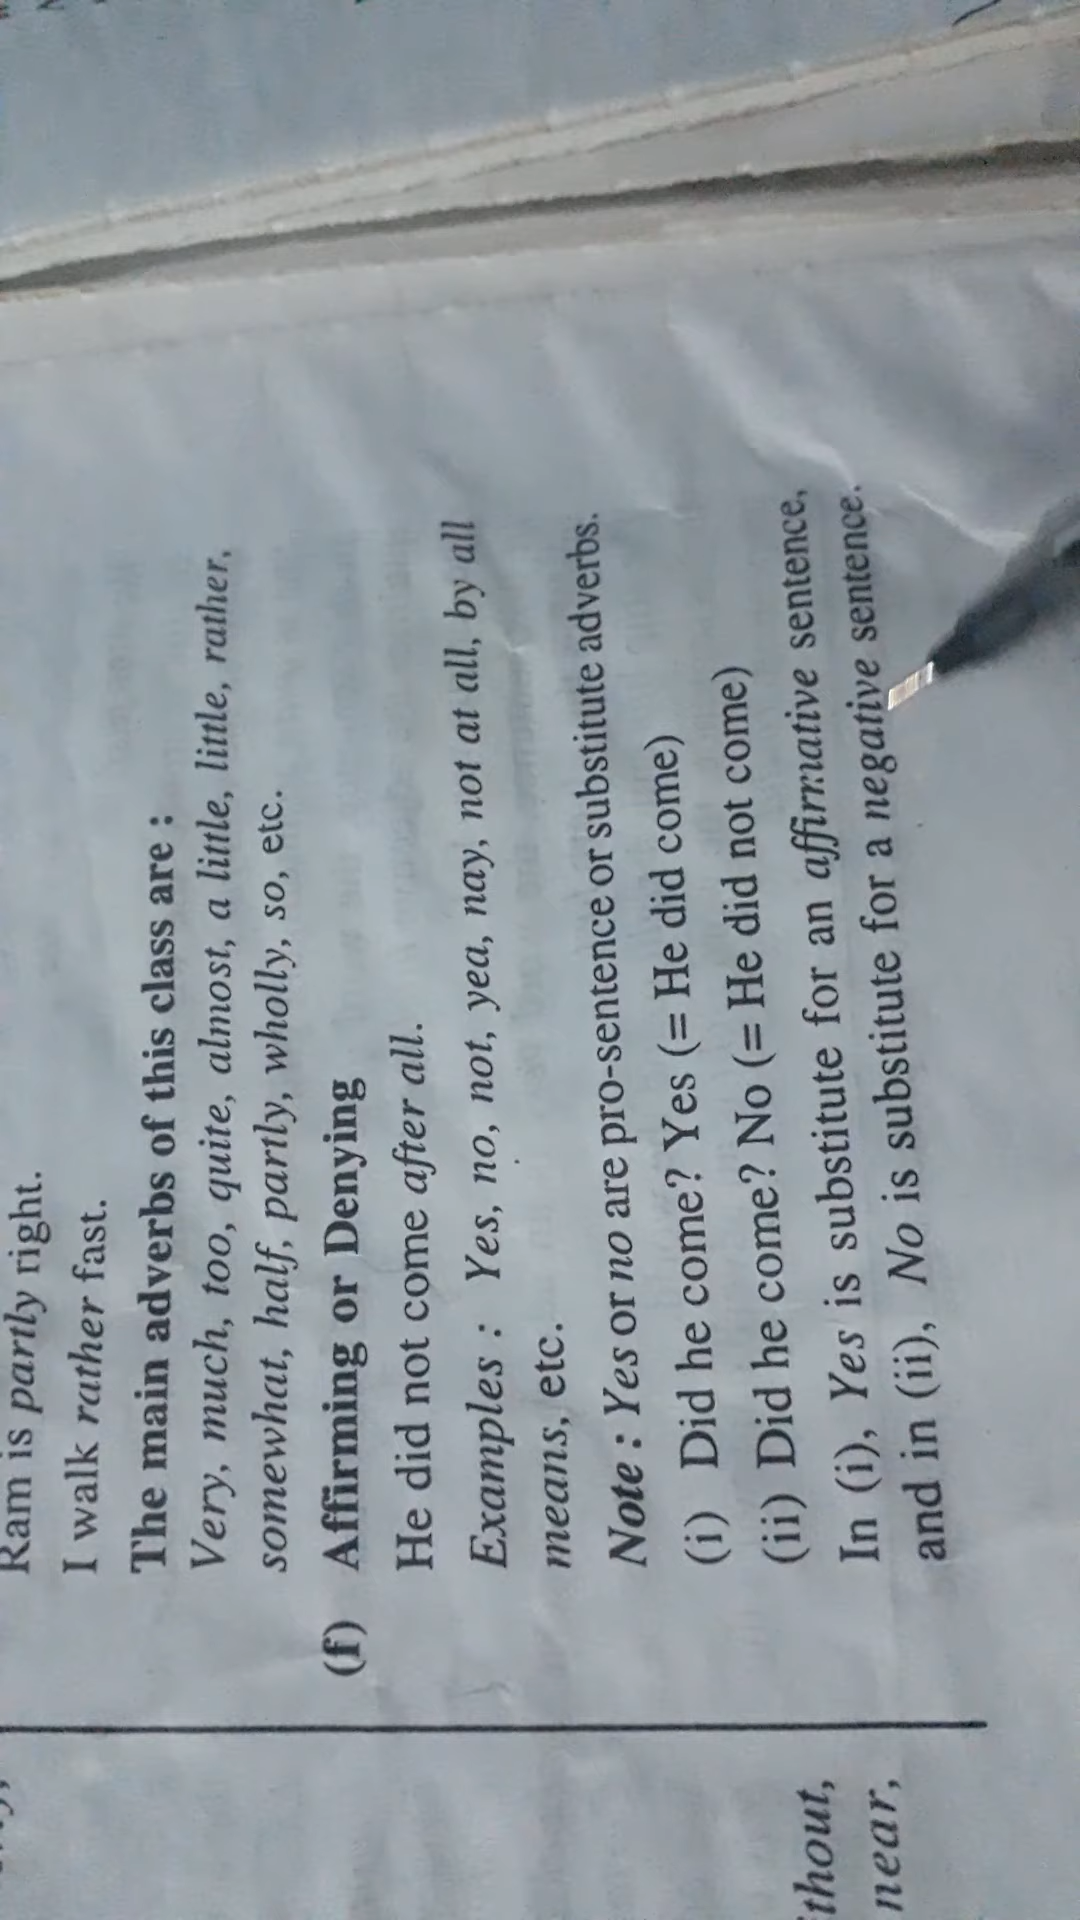 Ram is partly right.
I walk rather fast.
The main adverbs of this class are :
Very, much, too, quite, almost, a little, little, rather,
somewhat, half, partly, wholly, so, etc.
(f) Affirming or Denying
He did not come after all.
Examples : Yes, no, not, yea, nay, not at all, by all
means, etc.
Note : Yes or no are pro-sentence or substitute adverbs.
(i) Did he come? Yes (= He did come)
(ii) Did he come? No (= He did not come)
In (i), Yes is substitute for an affirmative sentence,
and in (ii), No is substitute for a negative sentence.
thout,
near,